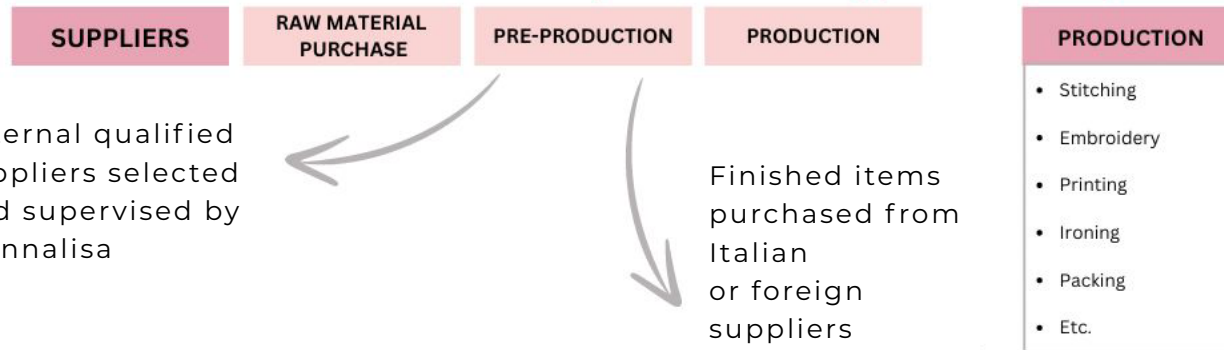 SUPPLIERS
RAW MATERIAL
PURCHASE
PRE-PRODUCTION
PRODUCTION
ernal qualified
ppliers selected
d supervised by
nnalisa
Finished items
purchased from
Italian
or foreign
suppliers
PRODUCTION
• Stitching
• Embroidery
• Printing
• Ironing
• Packing
• Etc.